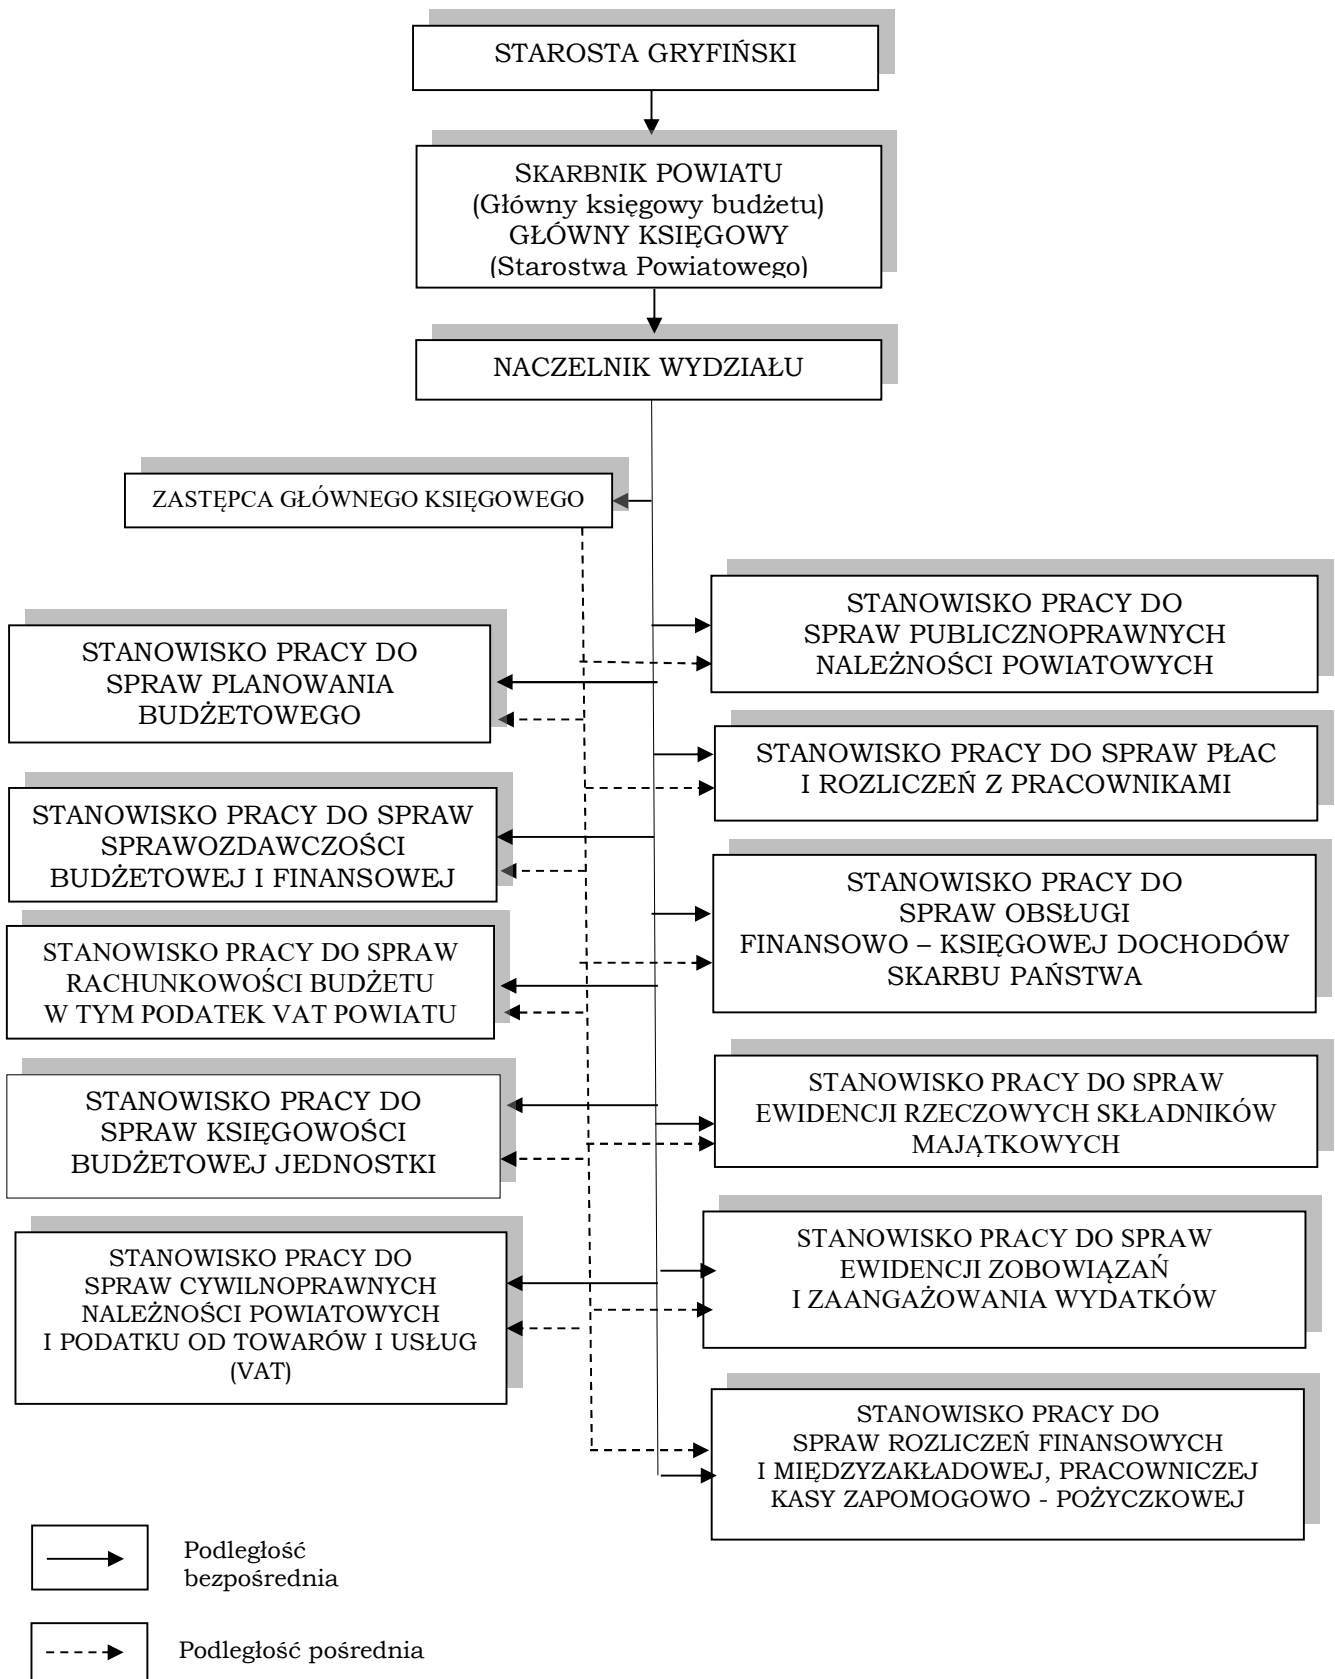 STAROSTA GRYFIŃSKI
SKARBNIK POWIATU
(Główny księgowy budżetu)
GŁÓWNY KSIĘGOWY
(Starostwa Powiatowego)
NACZELNIK WYDZIAŁU
ZASTĘPCA GŁÓWNEGO KSIĘGOWEGO
STANOWISKO PRACY DO
SPRAW PLANOWANIA
BUDŻETOWEGO
STANOWISKO PRACY DO SPRAW
SPRAWOZDAWCZOŚCI
BUDŻETOWEJ I FINANSOWEJ
STANOWISKO PRACY DO SPRAW
RACHUNKOWOŚCI BUDŻETU
W TYM PODATEK VAT POWIATU
STANOWISKO PRACY DO
SPRAW KSIĘGOWOŚCI
BUDŻETOWEJ JEDNOSTKI
STANOWISKO PRACY DO
SPRAW CYWILNOPRAWNYCH
NALEŻNOŚCI POWIATOWYCH
I PODATKU OD TOWARÓW I USŁUG
(VAT)
STANOWISKO PRACY DO
SPRAW PUBLICZNOPRAWNYCH
NALEŻNOŚCI POWIATOWYCH
STANOWISKO PRACY DO SPRAW PŁAC
I ROZLICZEŃ Z PRACOWNIKAMI
STANOWISKO PRACY DO
SPRAW OBSŁUGI
FINANSOWO – KSIĘGOWEJ DOCHODÓW
SKARBU PAŃSTWA
STANOWISKO PRACY DO SPRAW
EWIDENCJI RZECZOWYCH SKŁADNIKÓW
MAJĄTKOWYCH
STANOWISKO PRACY DO SPRAW
EWIDENCJI ZOBOWIĄZAŃ
I ZAANGAŻOWANIA WYDATKÓW
STANOWISKO PRACY DO
SPRAW ROZLICZEŃ FINANSOWYCH
I MIĘDZYZAKŁADOWEJ, PRACOWNICZEJ
KASY ZAPOMOGOWO - POŻYCZKOWEJ
Podległość
bezpośrednia
Podległość pośrednia